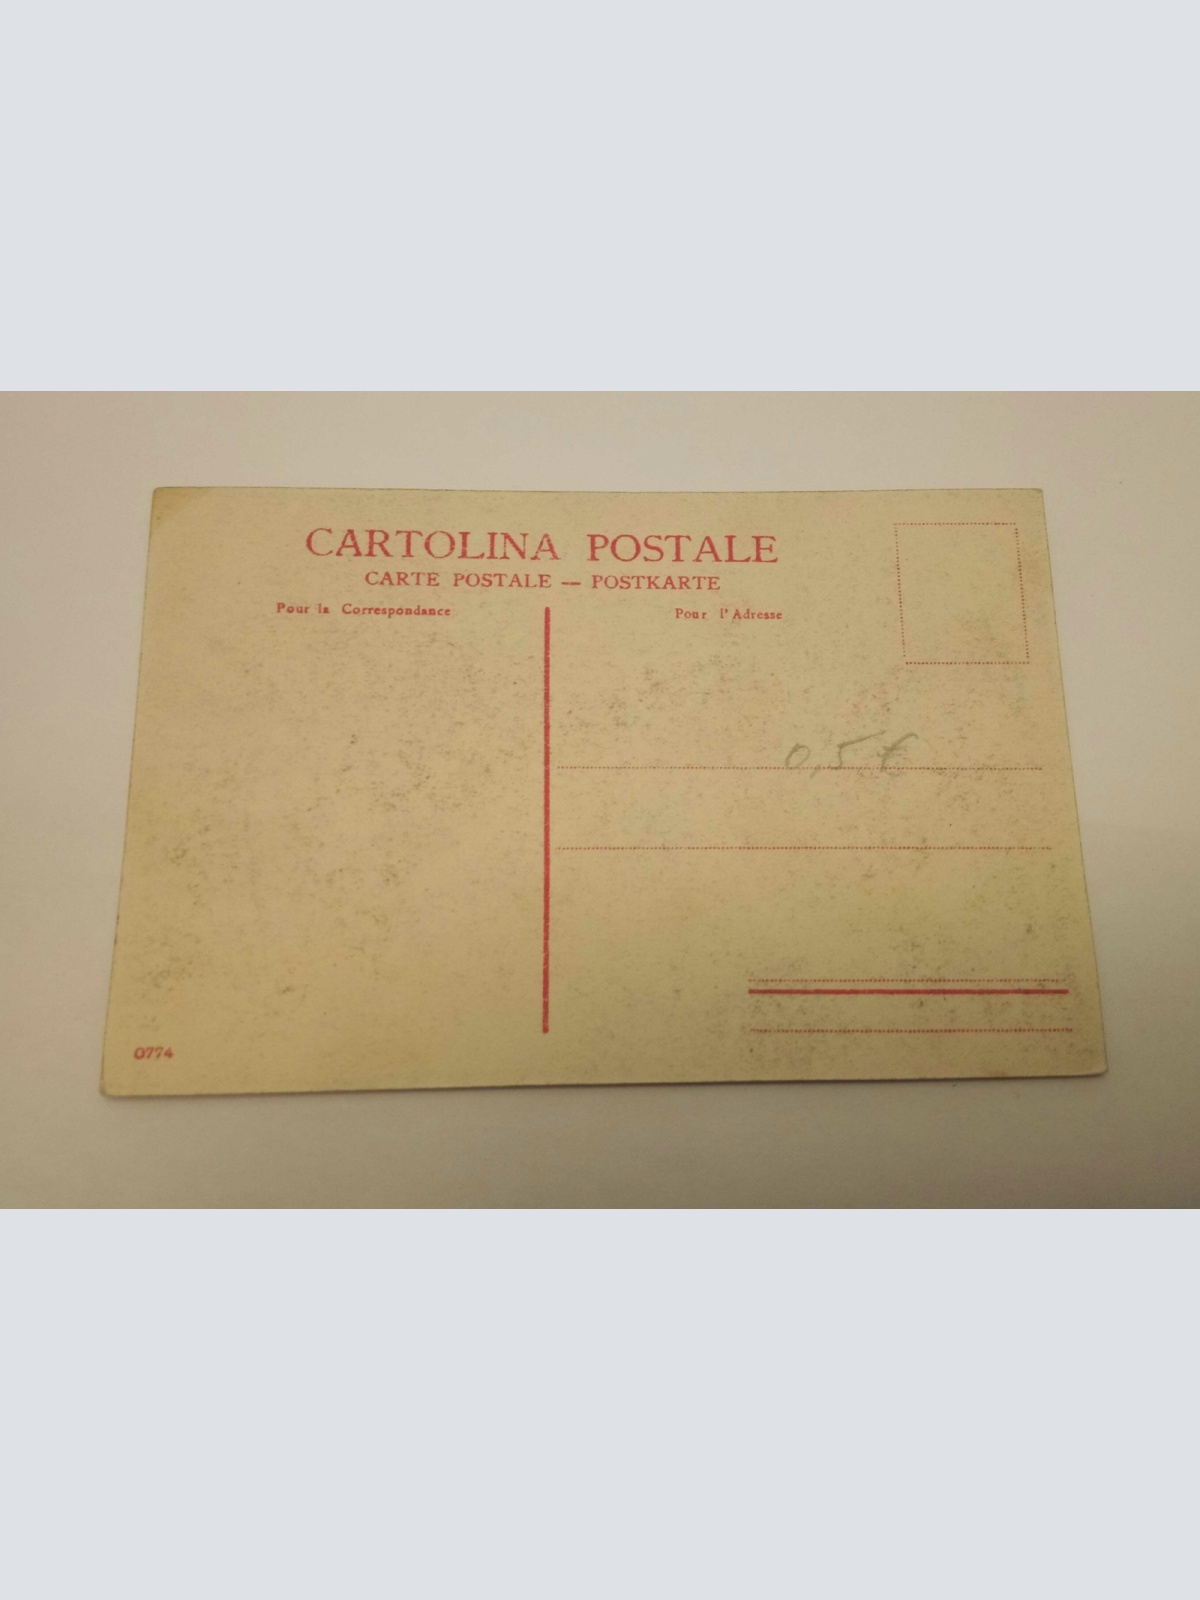 CARTOLINA POSTALE
CARTE POSTALE — POSTKARTE
Pour la Correspondance
Pour l'Adresse
0,5 €
0774